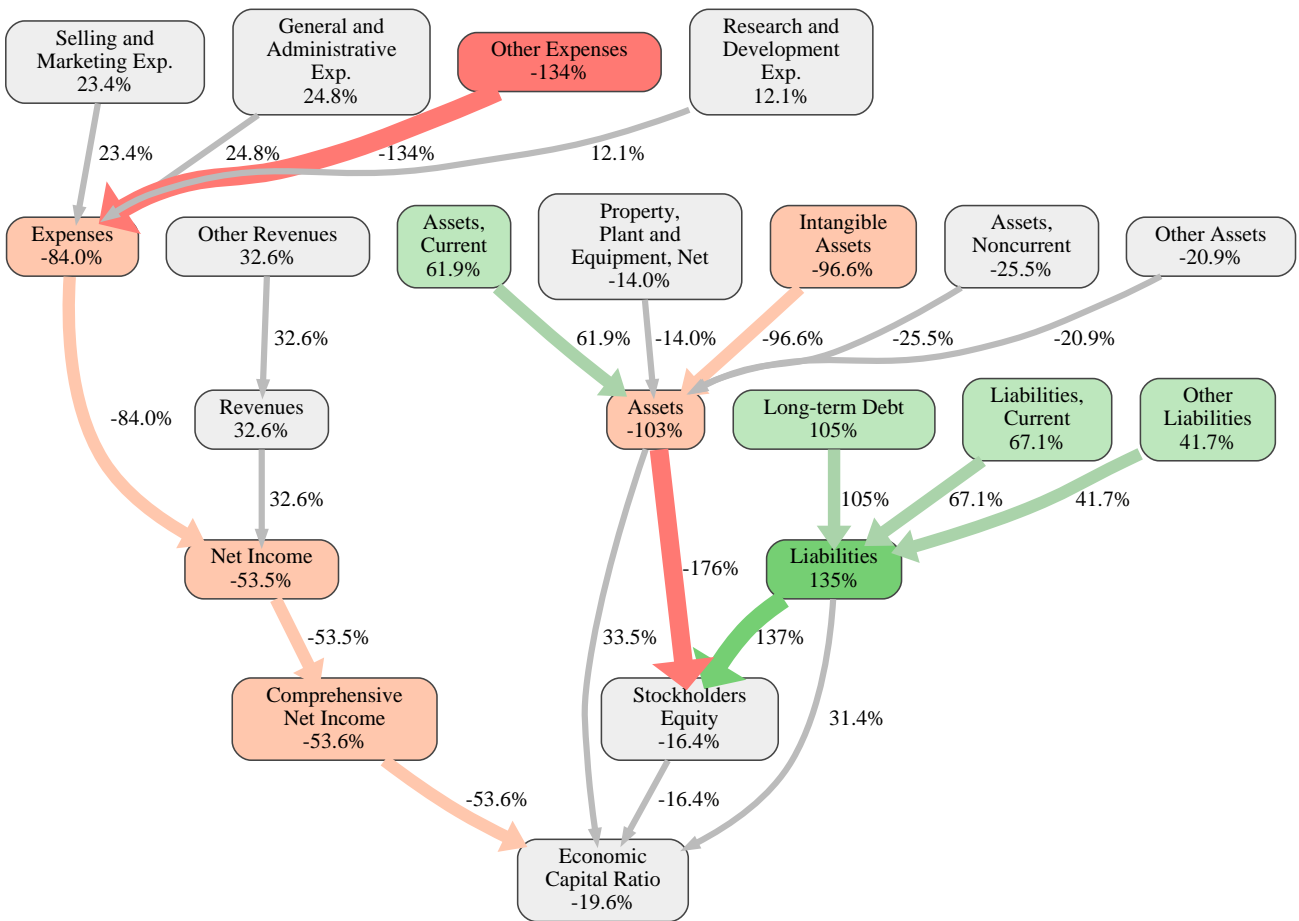 Selling and
Marketing Exp.
23.4%
General and
Administrative
Exp.
24.8%
Other Expenses
-134%
Research and
Development
Exp.
12.1%
23.4%
24.8%
-134%
12.1%
Expenses
-84.0%
Other Revenues
32.6%
Assets,
Current
61.9%
Property,
Plant and
Equipment, Net
-14.0%
Intangible
Assets
-96.6%
Assets,
Noncurrent
-25.5%
Other Assets
-20.9%
32.6%
61.9%
-14.0%
-96.6%
-25.5%
-20.9%
-84.0%
Revenues
32.6%
Assets
-103%
Long-term Debt
105%
Liabilities,
Current
67.1%
Other
Liabilities
41.7%
32.6%
105%
67.1%
41.7%
Net Income
-53.5%
-176%
Liabilities
135%
-53.5%
33.5%
137%
Comprehensive
Net Income
-53.6%
Stockholders
Equity
-16.4%
31.4%
-53.6%
-16.4%
Economic
Capital Ratio
-19.6%